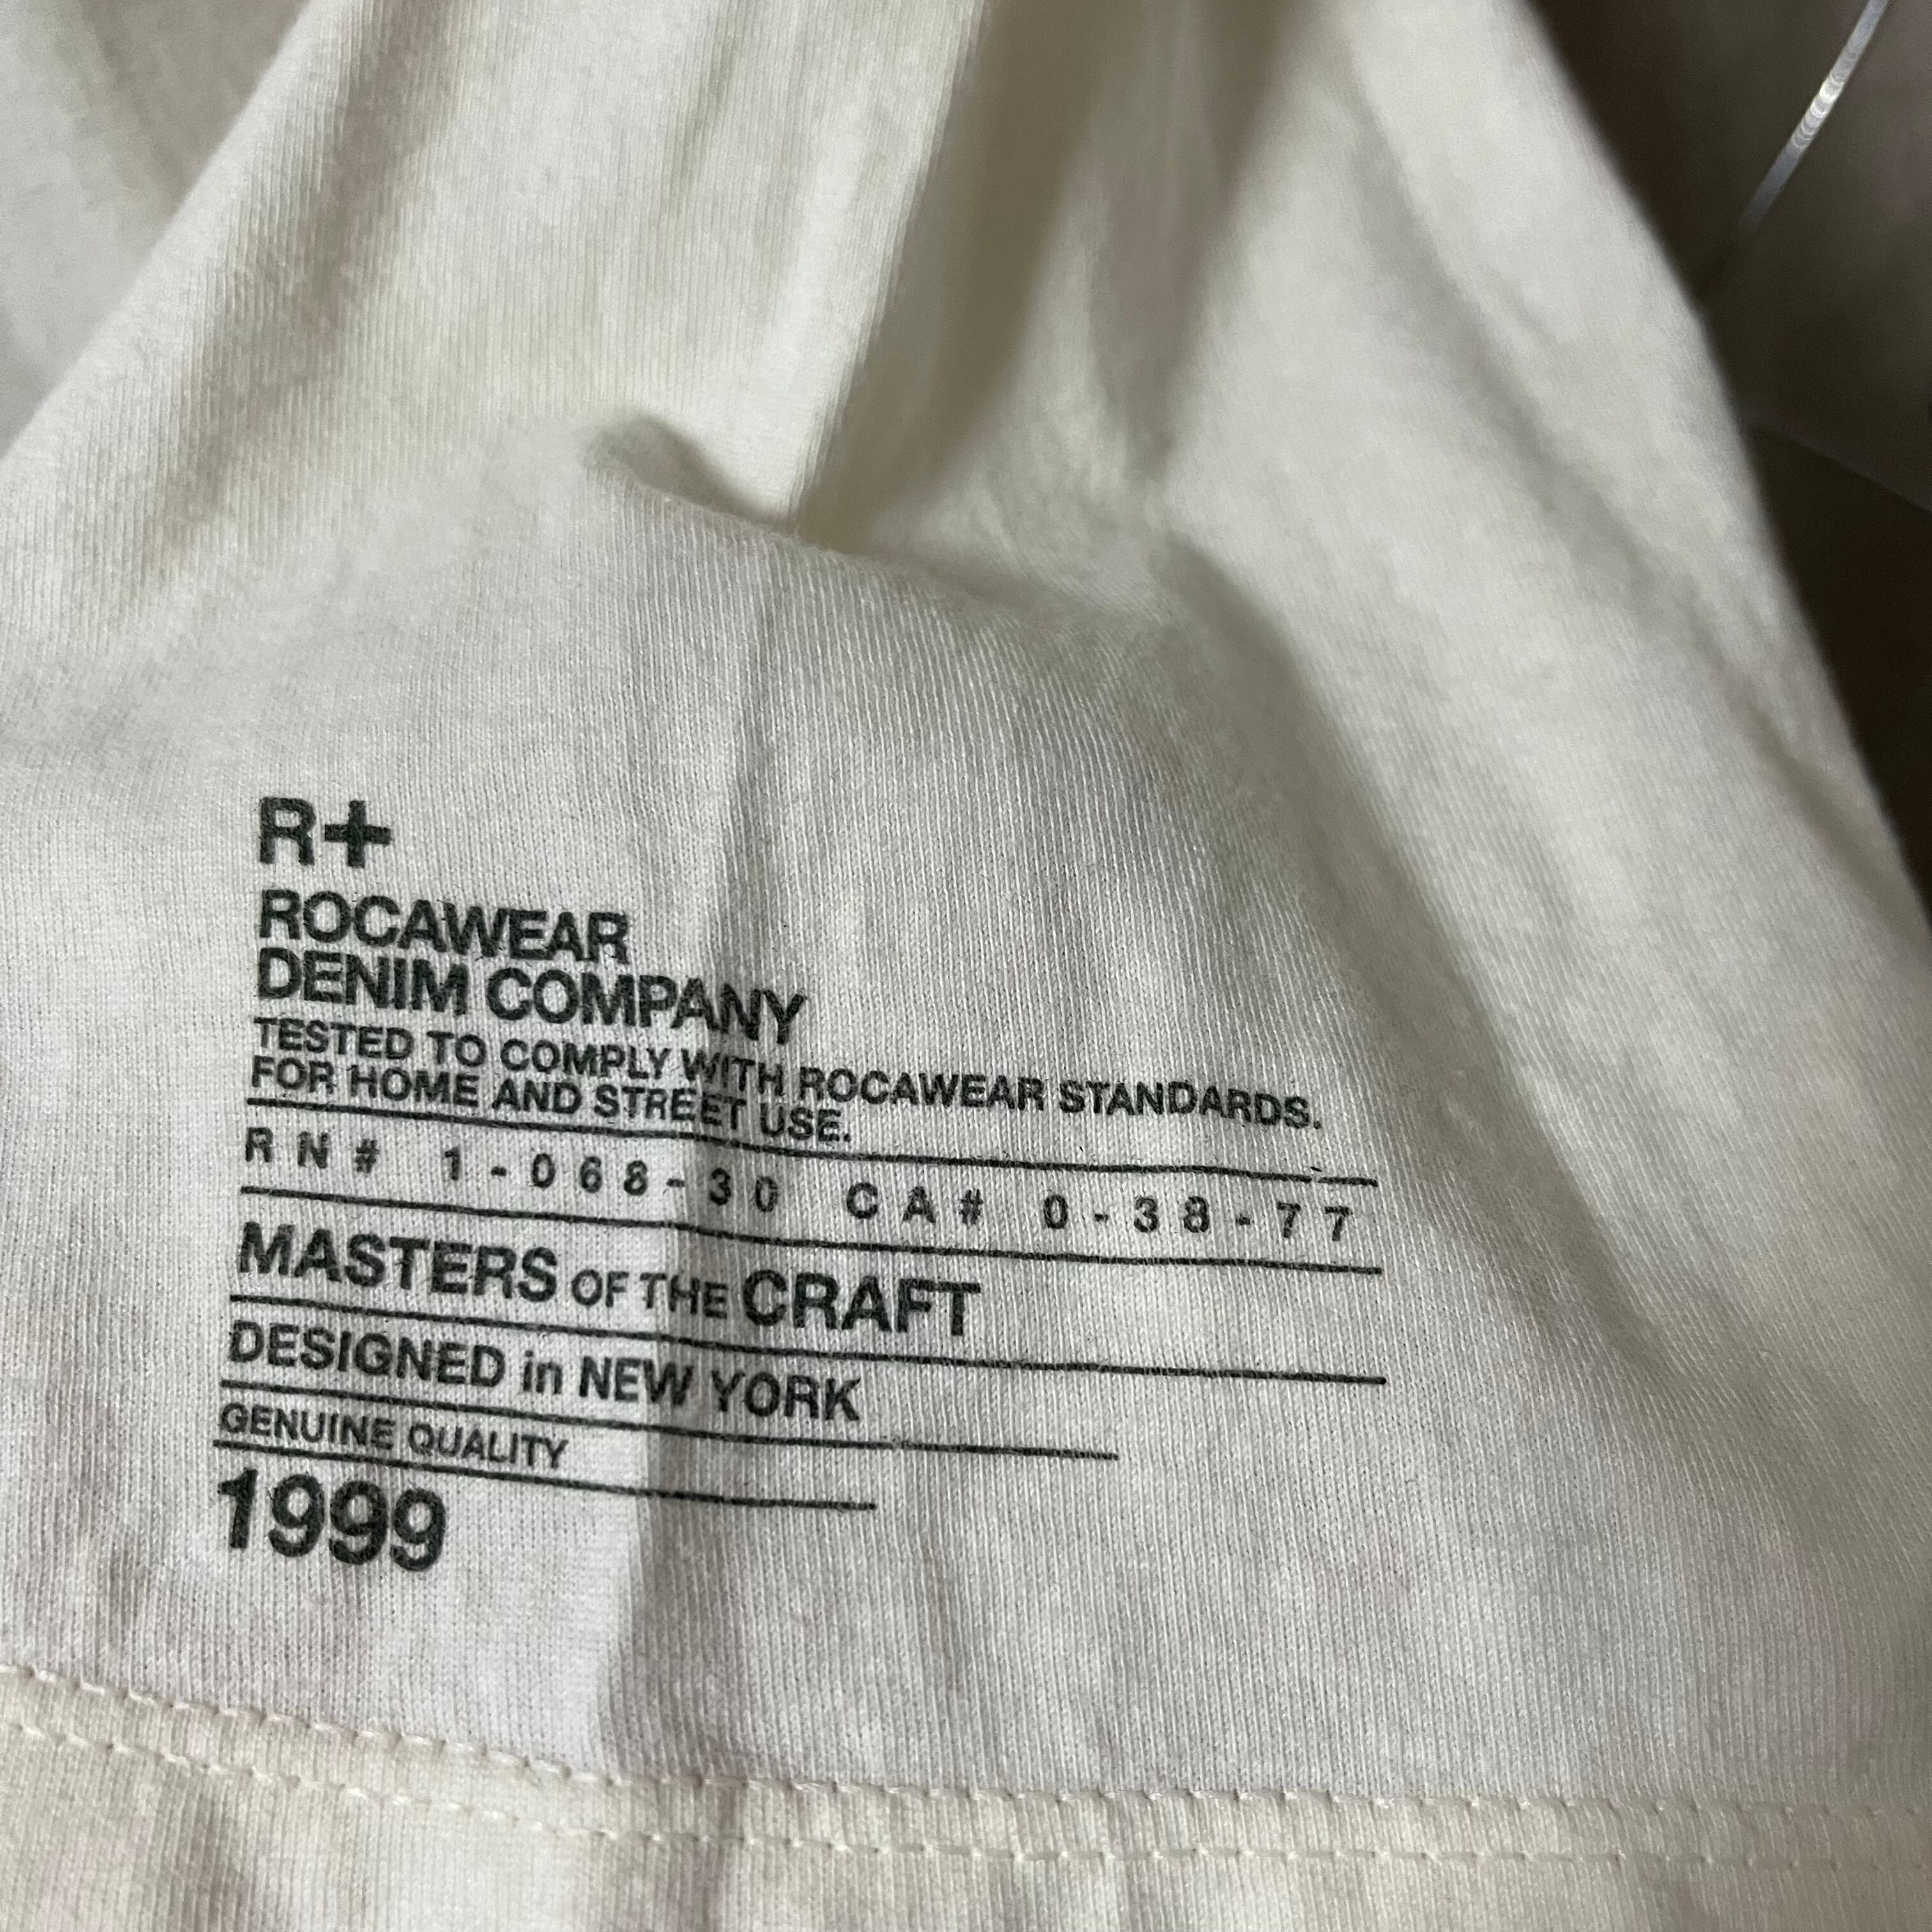 R+
ROCAWEAR
DENIM COMPANY
TESTED TO COMPLY WITH ROCAWEAR STANDARDS.
FOR HOME AND STREET USE.
RN# 1-068-30 CA# 0-38-77
MASTERS OF THE CRAFT
DESIGNED in NEW YORK
GENUINE QUALITY
1999